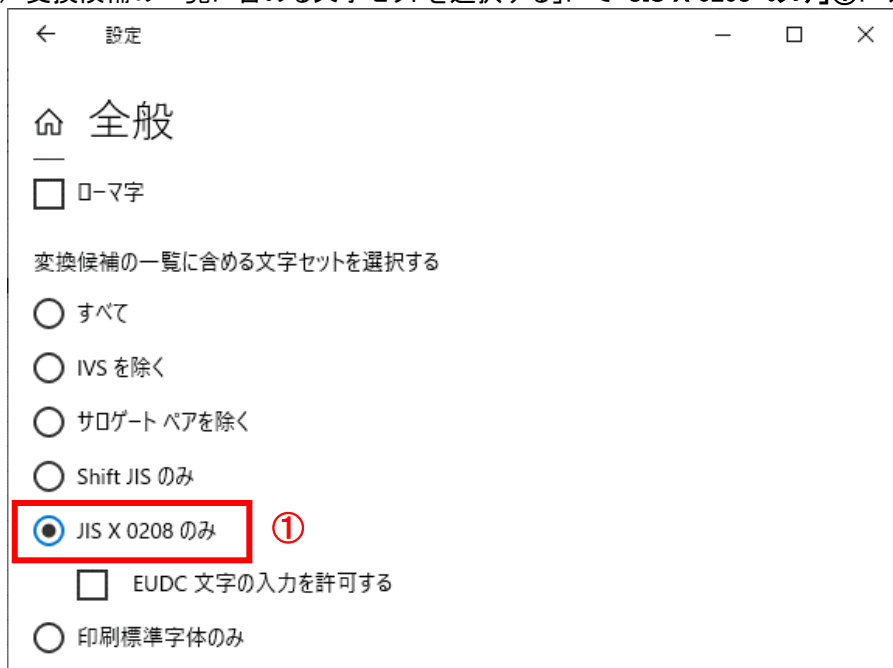 設定
全般
ローマ字
変換候補の一覧に含める文字セットを選択する
すべて
IVS を除く
サロゲート ペアを除く
Shift JIS のみ
JIS X 0208 のみ ①
EUDC 文字の入力を許可する
印刷標準字体のみ